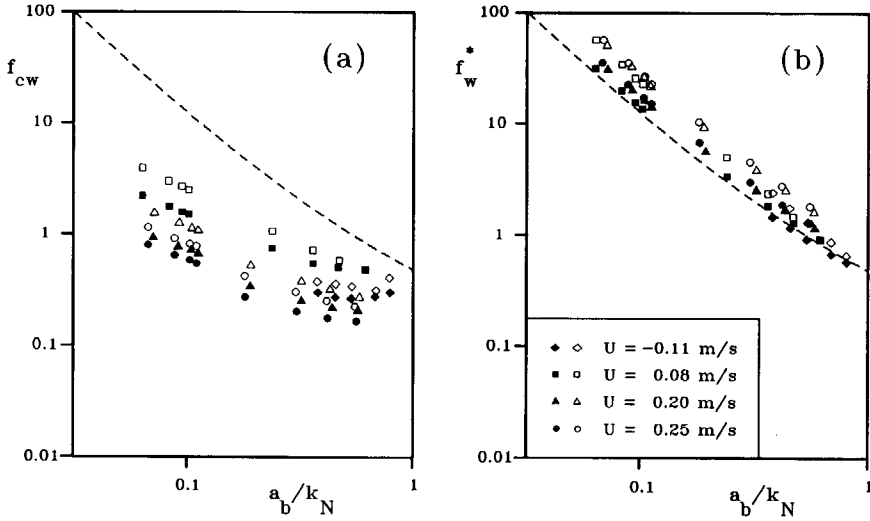 100
f_cw
(a)
10
1
0.1
0.01
0.1
1
a_b/k_N
100
f_w^*
(b)
10
1
0.1
0.01
U = -0.11 m/s
U = 0.08 m/s
U = 0.20 m/s
U = 0.25 m/s
0.1
1
a_b/k_N